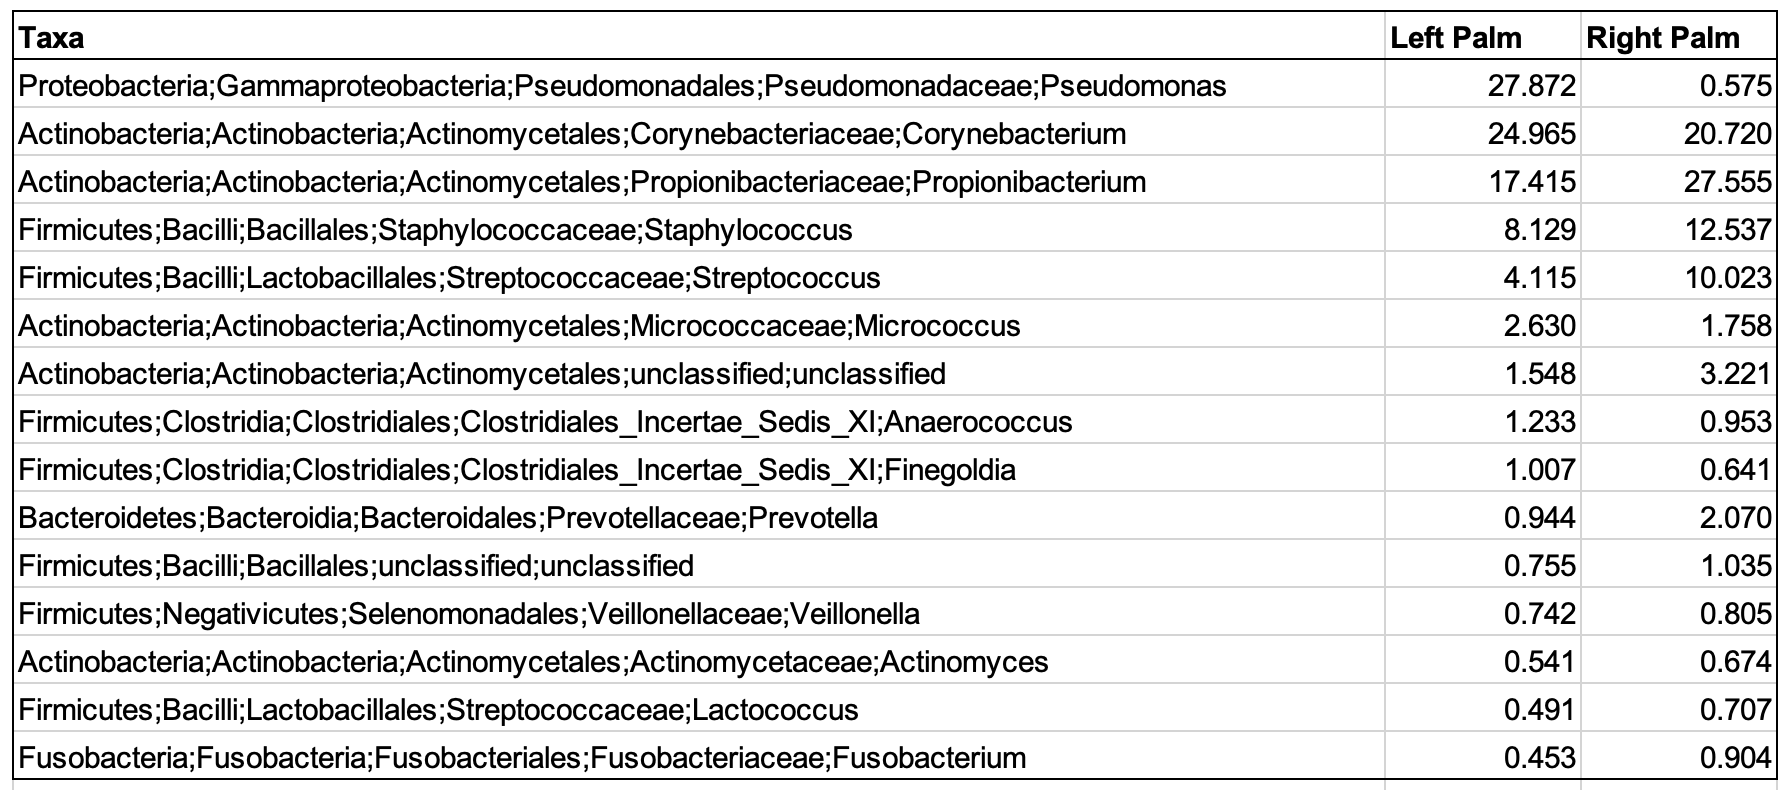 Taxa Left Palm Right Palm
Proteobacteria;Gammaproteobacteria;Pseudomonadales;Pseudomonadaceae;Pseudomonas 27.872 0.575
Actinobacteria;Actinobacteria;Actinomycetales;Corynebacteriaceae;Corynebacterium 24.965 20.720
Actinobacteria;Actinobacteria;Actinomycetales;Propionibacteriaceae;Propionibacterium 17.415 27.555
Firmicutes;Bacilli;Bacillales;Staphylococcaceae;Staphylococcus 8.129 12.537
Firmicutes;Bacilli;Lactobacillales;Streptococcaceae;Streptococcus 4.115 10.023
Actinobacteria;Actinobacteria;Actinomycetales;Micrococcaceae;Micrococcus 2.630 1.758
Actinobacteria;Actinobacteria;Actinomycetales;unclassified;unclassified 1.548 3.221
Firmicutes;Clostridia;Clostridiales;Clostridiales_Incertae_Sedis_XI;Anaerococcus 1.233 0.953
Firmicutes;Clostridia;Clostridiales;Clostridiales_Incertae_Sedis_XI;Finegoldia 1.007 0.641
Bacteroidetes;Bacteroidia;Bacteroidales;Prevotellaceae;Prevotella 0.944 2.070
Firmicutes;Bacilli;Bacillales;unclassified;unclassified 0.755 1.035
Firmicutes;Negativicutes;Selenomonadales;Veillonellaceae;Veillonella 0.742 0.805
Actinobacteria;Actinobacteria;Actinomycetales;Actinomycetaceae;Actinomyces 0.541 0.674
Firmicutes;Bacilli;Lactobacillales;Streptococcaceae;Lactococcus 0.491 0.707
Fusobacteria;Fusobacteria;Fusobacteriales;Fusobacteriaceae;Fusobacterium 0.453 0.904